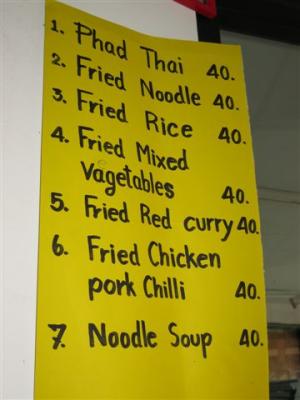 1. Phad Thai 40.
2. Fried Noodle 40.
3. Fried Rice 40.
4. Fried Mixed
Vagetables 40.
5. Fried Red curry 40.
6. Fried Chicken
pork Chilli 40.
7. Noodle Soup 40.